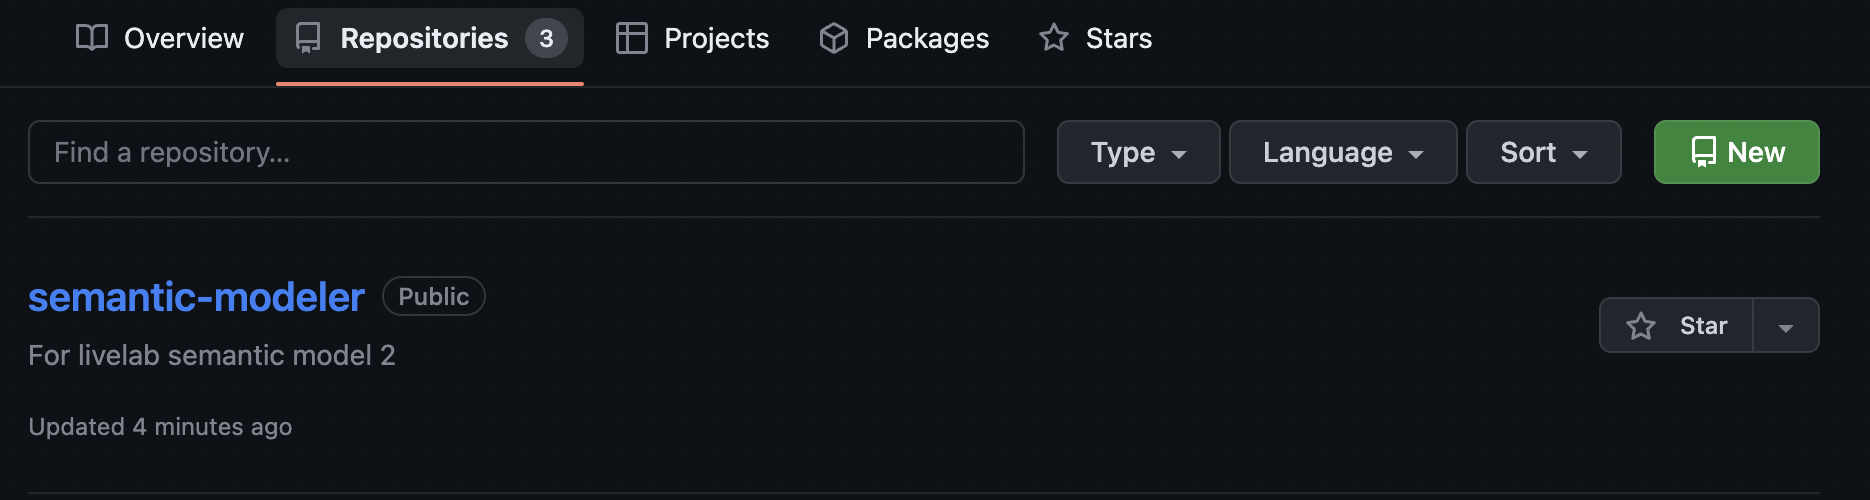 Overview Repositories 3 Projects Packages Stars
Find a repository... Type Language Sort New
semantic-modeler Public
Star
For livelab semantic model 2
Updated 4 minutes ago